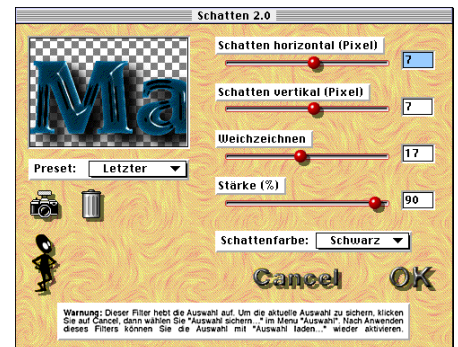 Schatten 2.0
Ma
Schatten horizontal (Pixel)
7
Schatten vertikal (Pixel)
7
Weichzeichnen
17
Preset: Letzter
Stärke (%)
90
Schattenfarbe: Schwarz
Cancel OK
Warnung: Dieser Filter hebt die Auswahl auf. Um die aktuelle Auswahl zu sichern, klicken
Sie auf Cancel, dann wählen Sie "Auswahl sichern..." im Menu "Auswahl". Nach Anwenden
dieses Filters können Sie die Auswahl mit "Auswahl laden..." wieder aktivieren.